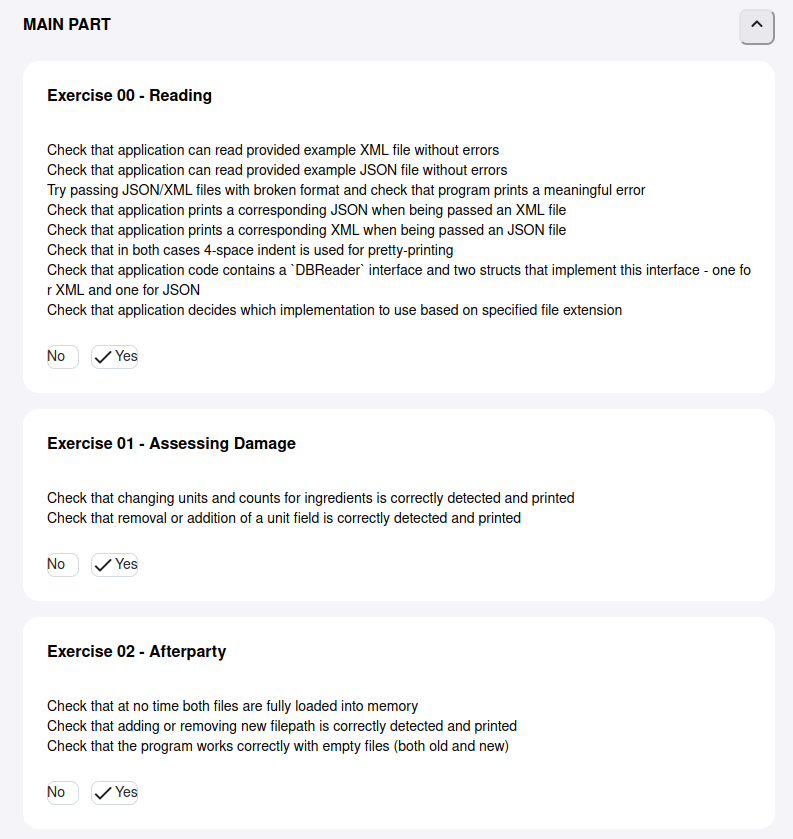 MAIN PART
Exercise 00 - Reading
Check that application can read provided example XML file without errors
Check that application can read provided example JSON file without errors
Try passing JSON/XML files with broken format and check that program prints a meaningful error
Check that application prints a corresponding JSON when being passed an XML file
Check that application prints a corresponding XML when being passed an JSON file
Check that in both cases 4-space indent is used for pretty-printing
Check that application code contains a `DBReader` interface and two structs that implement this interface - one fo
r XML and one for JSON
Check that application decides which implementation to use based on specified file extension
No Yes
Exercise 01 - Assessing Damage
Check that changing units and counts for ingredients is correctly detected and printed
Check that removal or addition of a unit field is correctly detected and printed
No Yes
Exercise 02 - Afterparty
Check that at no time both files are fully loaded into memory
Check that adding or removing new filepath is correctly detected and printed
Check that the program works correctly with empty files (both old and new)
No Yes